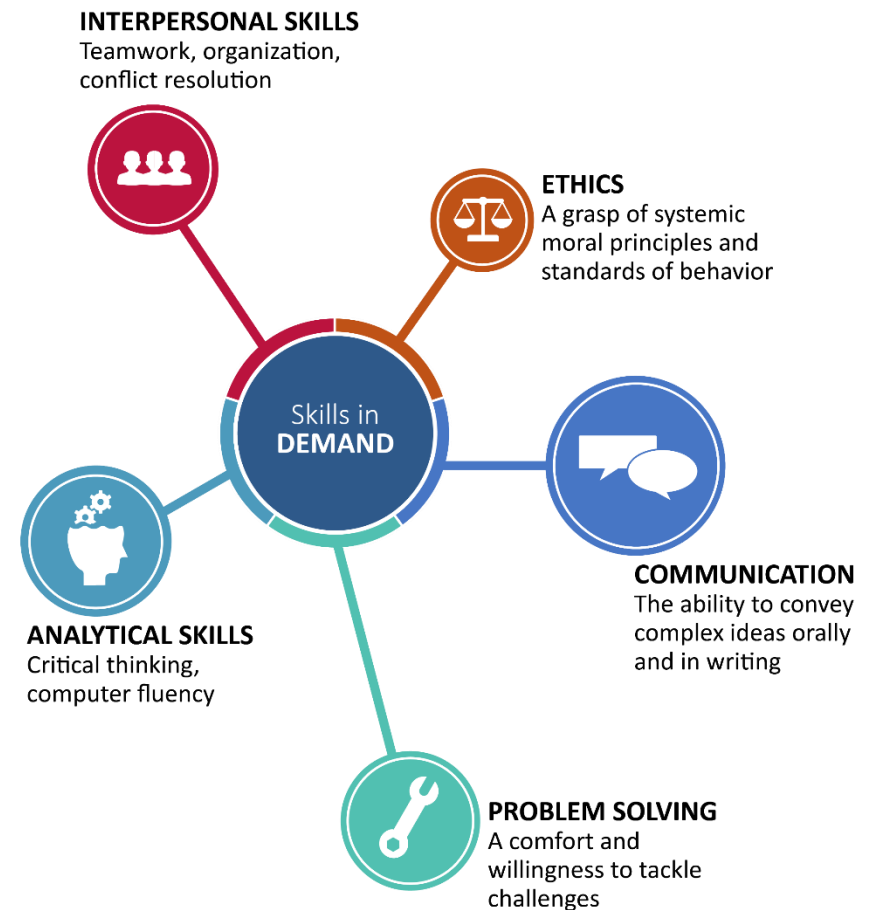 INTERPERSONAL SKILLS
Teamwork, organization,
conflict resolution
ETHICS
A grasp of systemic
moral principles and
standards of behavior
Skills in
DEMAND
COMMUNICATION
The ability to convey
complex ideas orally
and in writing
ANALYTICAL SKILLS
Critical thinking,
computer fluency
PROBLEM SOLVING
A comfort and
willingness to tackle
challenges